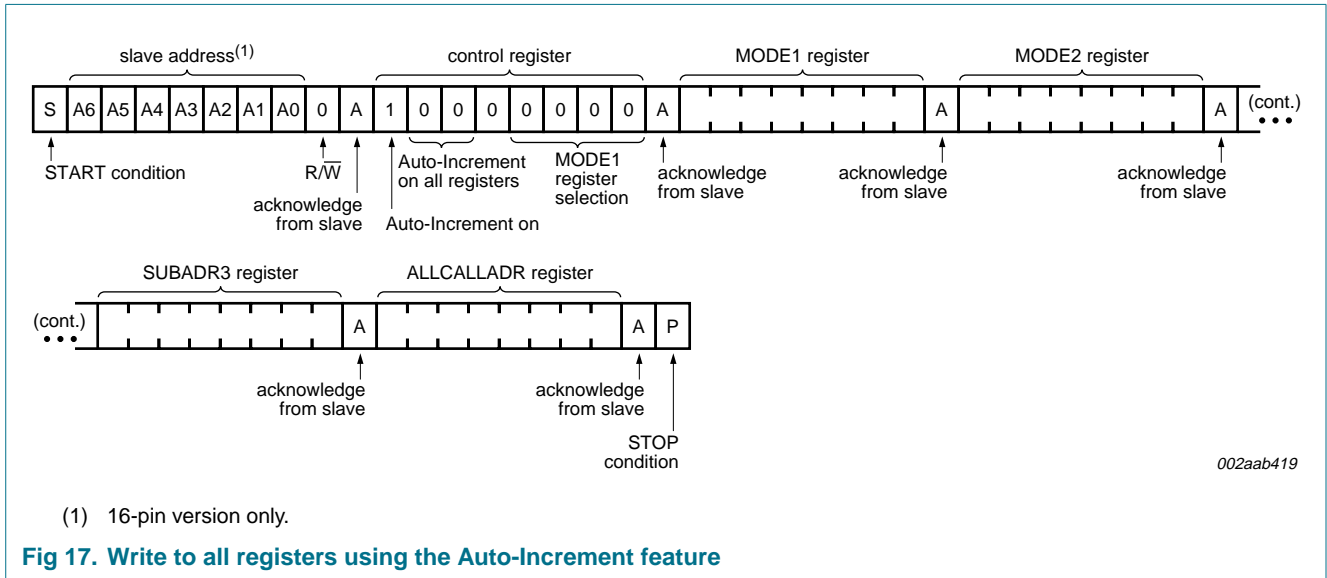 slave address(1) control register MODE1 register MODE2 register
S A6 A5 A4 A3 A2 A1 A0 0 A 1 0 0 0 0 0 0 0 A A A (cont.)
START condition R/W Auto-Increment on all registers MODE1 register selection acknowledge from slave acknowledge from slave acknowledge from slave
acknowledge from slave Auto-Increment on
SUBADR3 register ALLCALLADR register
(cont.) A A P
acknowledge from slave acknowledge from slave
STOP condition
002aab419
(1) 16-pin version only.
Fig 17. Write to all registers using the Auto-Increment feature